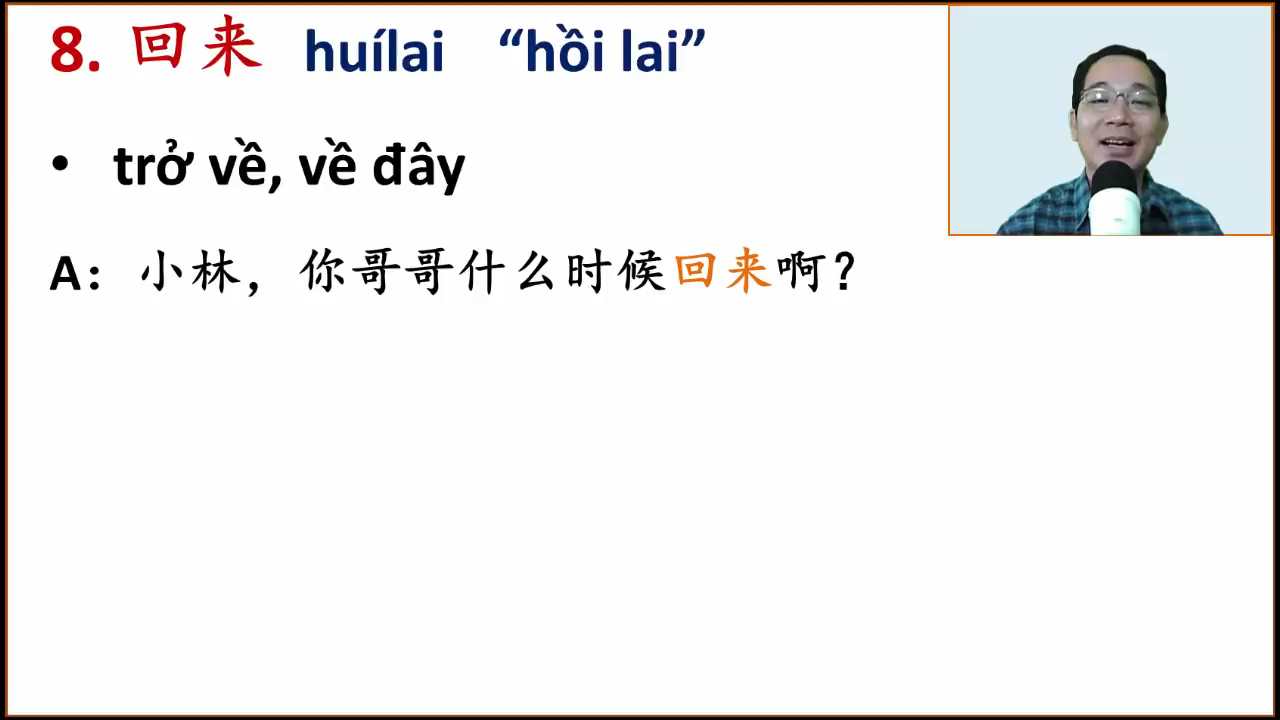 8. 回来 huílai “hồi lai”
• trở về, về đây
A：小林，你哥哥什么时候回来啊？